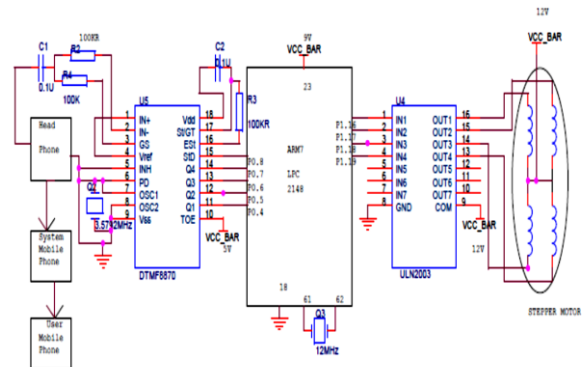 12V
VCC_BAR
9V
VCC_BAR
C1
100KR
R2
0.1U
R4
100K
C2
0.1U
R3
100KR
U5
1 IN+ Vdd 18
2 IN- St/GT 17
3 GS ESt 16
4 Vref StD 15
5 INH Q4 14
6 PD Q3 13
7 OSC1 Q2 12
8 OSC2 Q1 11
9 Vss TOE 10
DTMF8870
Head
Phone
System
Mobile
Phone
User
Mobile
Phone
3.5792MHz
VCC_BAR
5V
P0.8
P0.7
P0.6
P0.5
P0.4
23
ARM7
LPC
2148
18
61 62
Q3
12MHz
P1.16
P1.17
P1.18
P1.19
U4
1 IN1 OUT1 16
2 IN2 OUT2 15
3 IN3 OUT3 14
4 IN4 OUT4 13
5 IN5 OUT5 12
6 IN6 OUT6 11
7 IN7 OUT7 10
8 GND COM 9
ULN2003
VCC_BAR
12V
STEPPER MOTOR